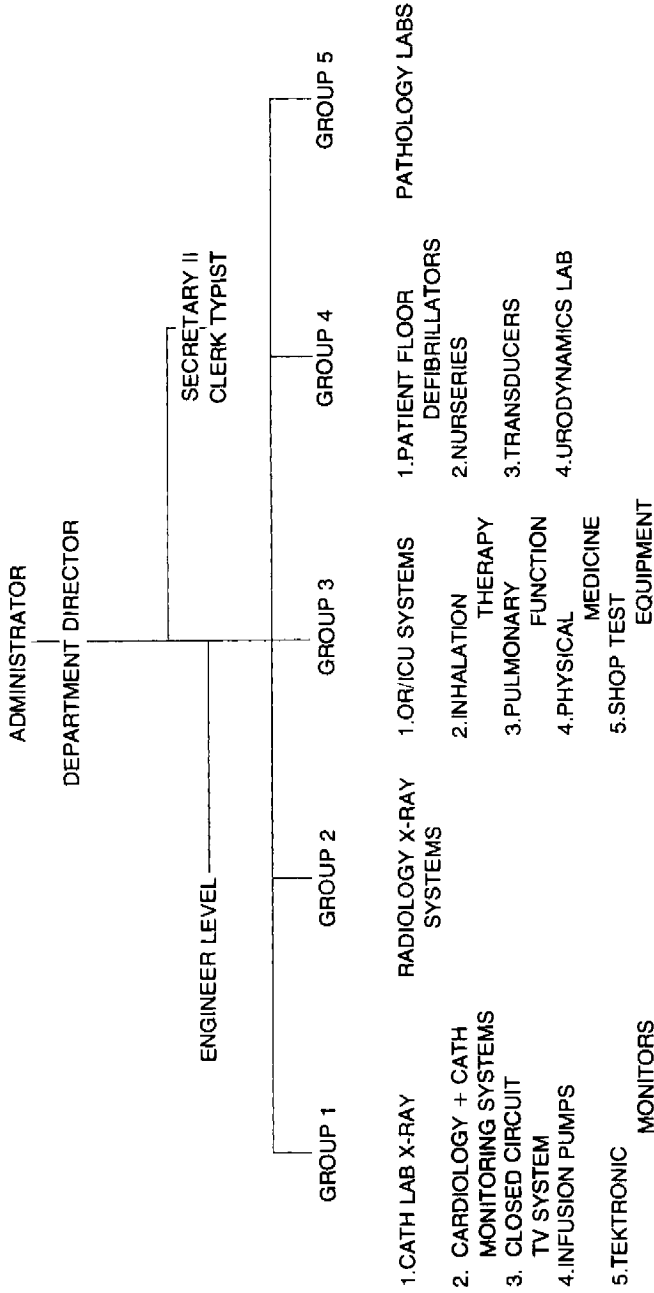 ADMINISTRATOR
DEPARTMENT DIRECTOR
SECRETARY II
CLERK TYPIST
ENGINEER LEVEL
GROUP 1
GROUP 2
GROUP 3
GROUP 4
GROUP 5
1.CATH LAB X-RAY
2. CARDIOLOGY + CATH
MONITORING SYSTEMS
3. CLOSED CIRCUIT
TV SYSTEM
4.INFUSION PUMPS
5.TEKTRONIC
MONITORS
RADIOLOGY X-RAY
SYSTEMS
1.OR/ICU SYSTEMS
2.INHALATION
THERAPY
3.PULMONARY
FUNCTION
4.PHYSICAL
MEDICINE
5.SHOP TEST
EQUIPMENT
1.PATIENT FLOOR
DEFIBRILLATORS
2.NURSERIES
3.TRANSDUCERS
4.URODYNAMICS LAB
PATHOLOGY LABS